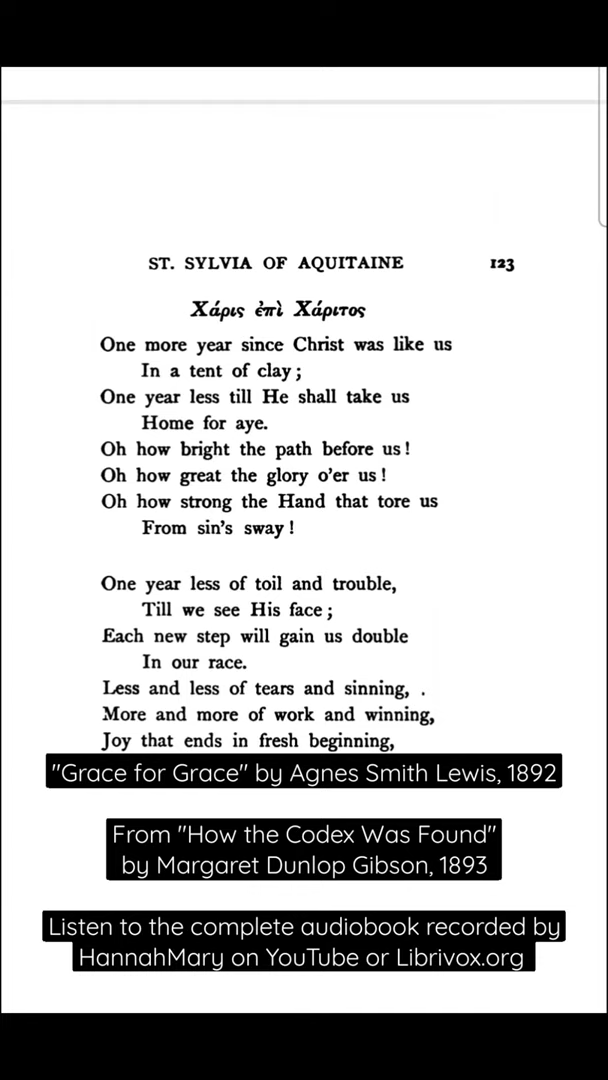 ST. SYLVIA OF AQUITAINE 123
Χάρις ἐπὶ Χάριτος
One more year since Christ was like us
In a tent of clay;
One year less till He shall take us
Home for aye.
Oh how bright the path before us!
Oh how great the glory o'er us!
Oh how strong the Hand that tore us
From sin's sway!
One year less of toil and trouble,
Till we see His face;
Each new step will gain us double
In our race.
Less and less of tears and sinning, .
More and more of work and winning,
Joy that ends in fresh beginning,
"Grace for Grace" by Agnes Smith Lewis, 1892
From "How the Codex Was Found"
by Margaret Dunlop Gibson, 1893
Listen to the complete audiobook recorded by
HannahMary on YouTube or Librivox.org